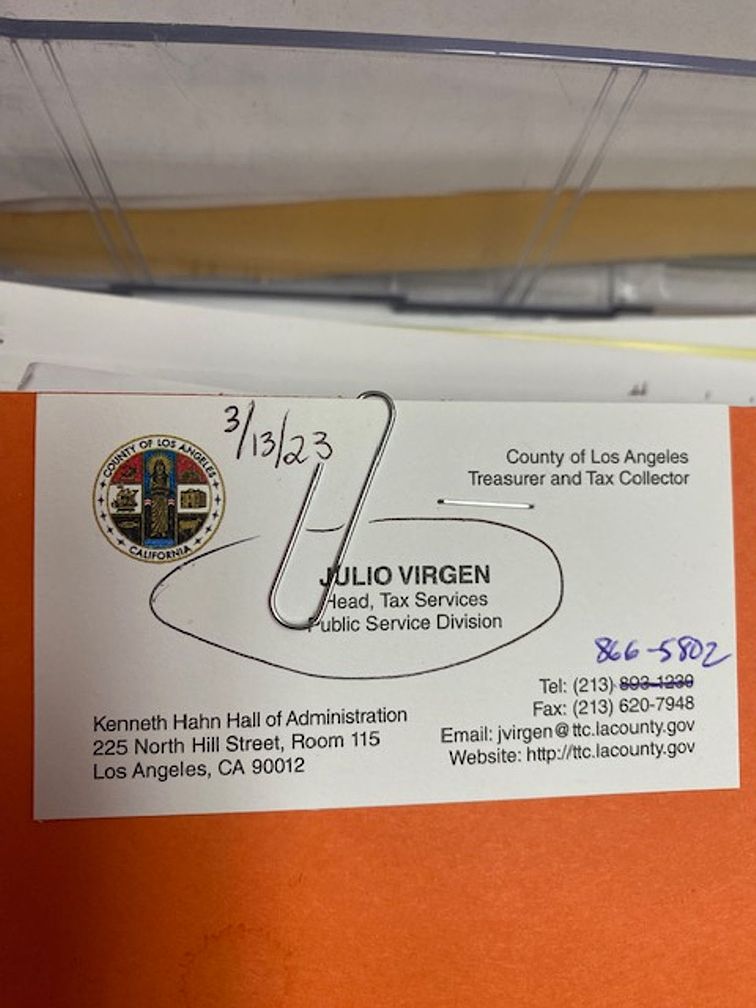 3/13/23
COUNTY OF LOS ANGELES
CALIFORNIA
County of Los Angeles
Treasurer and Tax Collector
JULIO VIRGEN
Head, Tax Services
Public Service Division
866-5802
Tel: (213) 893-1230
Fax: (213) 620-7948
Email: jvirgen@ttc.lacounty.gov
Website: http://ttc.lacounty.gov
Kenneth Hahn Hall of Administration
225 North Hill Street, Room 115
Los Angeles, CA 90012